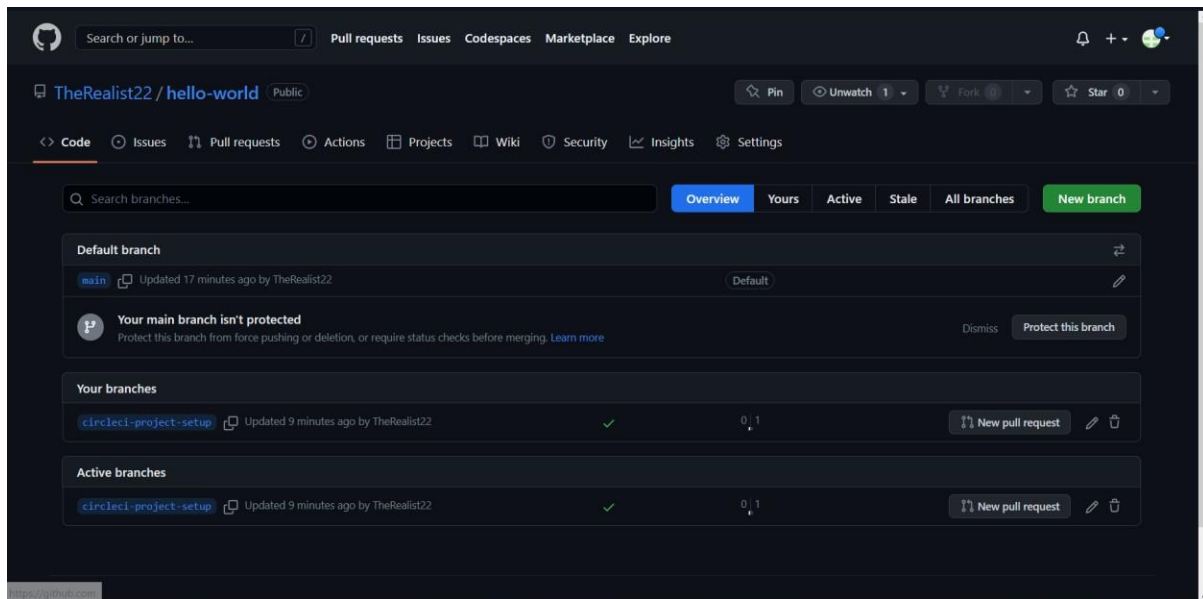 Search or jump to... / Pull requests Issues Codespaces Marketplace Explore
TheRealist22 / hello-world Public Pin Unwatch 1 Fork 0 Star 0
Code Issues Pull requests Actions Projects Wiki Security Insights Settings
Search branches... Overview Yours Active Stale All branches New branch
Default branch
main Updated 17 minutes ago by TheRealist22 Default
Your main branch isn't protected
Protect this branch from force pushing or deletion, or require status checks before merging. Learn more Dismiss Protect this branch
Your branches
circleci-project-setup Updated 9 minutes ago by TheRealist22 0 1 New pull request
Active branches
circleci-project-setup Updated 9 minutes ago by TheRealist22 0 1 New pull request
https://github.com